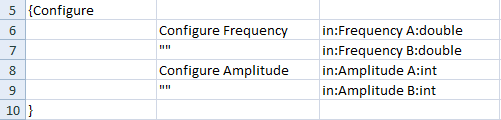 5 {Configure
6 Configure Frequency in:Frequency A:double
7 "" in:Frequency B:double
8 Configure Amplitude in:Amplitude A:int
9 "" in:Amplitude B:int
10 }